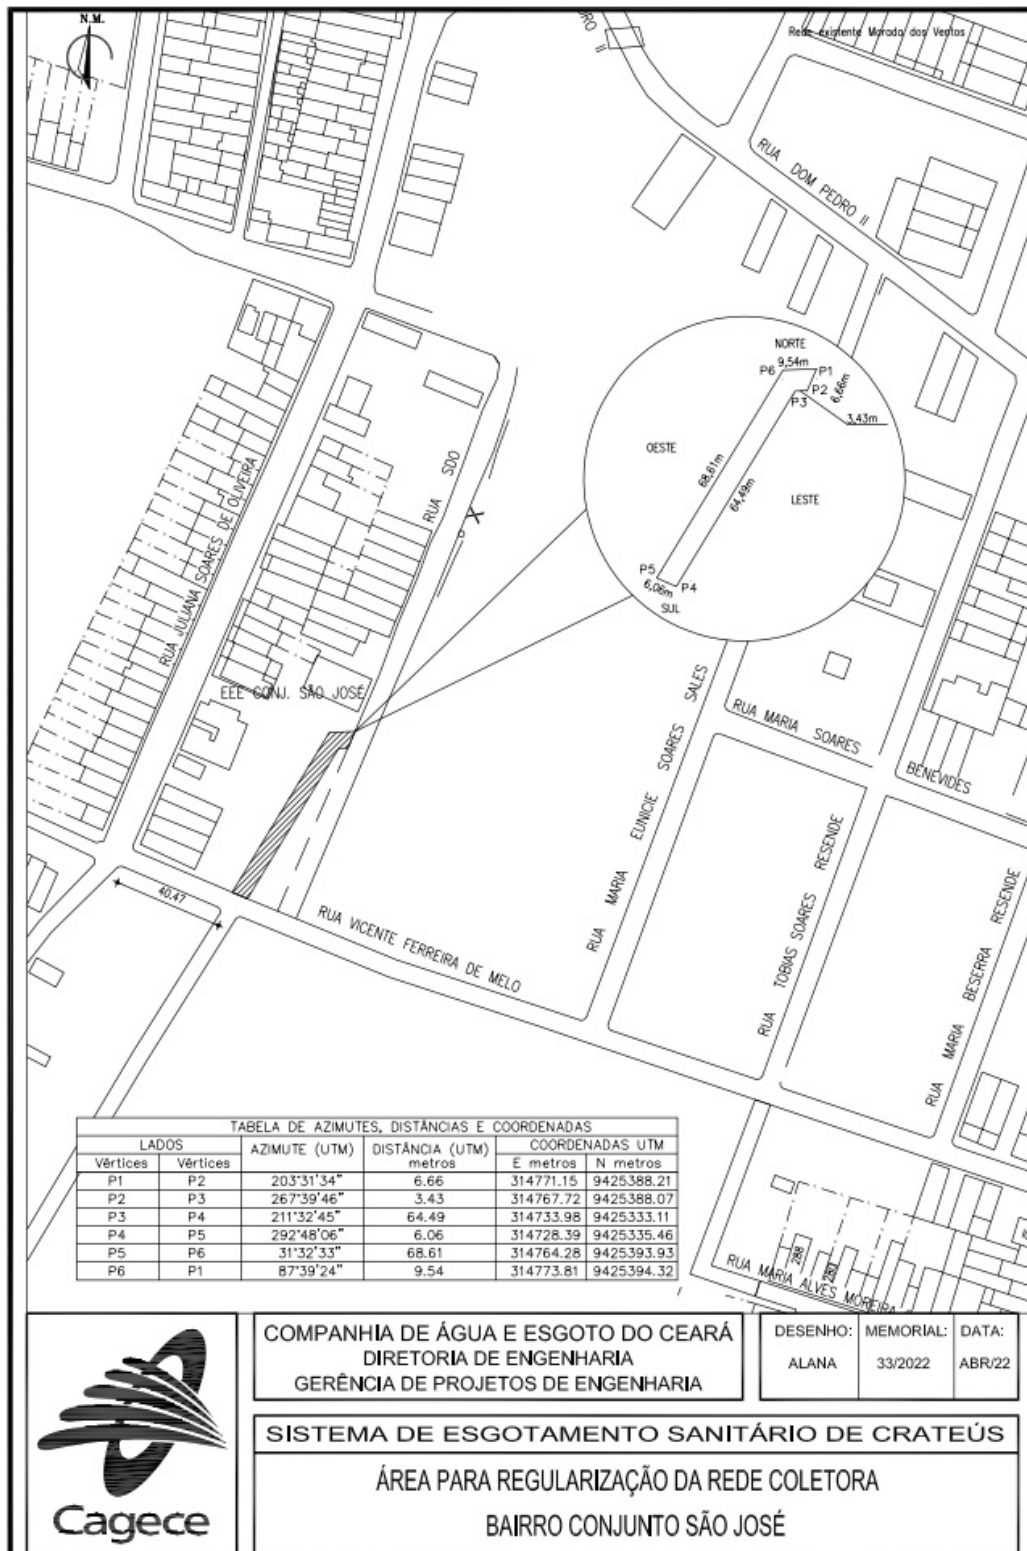 N.M.
Rede existente Morada dos Ventos
RUA DOM PEDRO II
NORTE
9,54m
P6
P1
P2
6,66m
P3
3,43m
OESTE
68,61m
64,49m
LESTE
P5
P4
6,06m
SUL
RUA SDO
RUA JULIANA SOARES DE OLIVEIRA
EEE CONJ. SÃO JOSÉ
RUA MARIA EUNICIE SOARES SALES
RUA MARIA SOARES BENEVIDES
RUA TOBIAS SOARES RESENDE
RUA MARIA BESERRA RESENDE
40.47
RUA VICENTE FERREIRA DE MELO
288
280
RUA MARIA ALVES MOREIRA
TABELA DE AZIMUTES, DISTÂNCIAS E COORDENADAS
LADOS AZIMUTE (UTM) DISTÂNCIA (UTM) metros COORDENADAS UTM
Vértices Vértices E metros N metros
P1 P2 203°31'34" 6.66 314771.15 9425388.21
P2 P3 267°39'46" 3.43 314767.72 9425388.07
P3 P4 211°32'45" 64.49 314733.98 9425333.11
P4 P5 292°48'06" 6.06 314728.39 9425335.46
P5 P6 31°32'33" 68.61 314764.28 9425393.93
P6 P1 87°39'24" 9.54 314773.81 9425394.32
COMPANHIA DE ÁGUA E ESGOTO DO CEARÁ
DIRETORIA DE ENGENHARIA
GERÊNCIA DE PROJETOS DE ENGENHARIA
DESENHO: MEMORIAL: DATA:
ALANA 33/2022 ABR/22
SISTEMA DE ESGOTAMENTO SANITÁRIO DE CRATEÚS
ÁREA PARA REGULARIZAÇÃO DA REDE COLETORA
BAIRRO CONJUNTO SÃO JOSÉ
Cagece